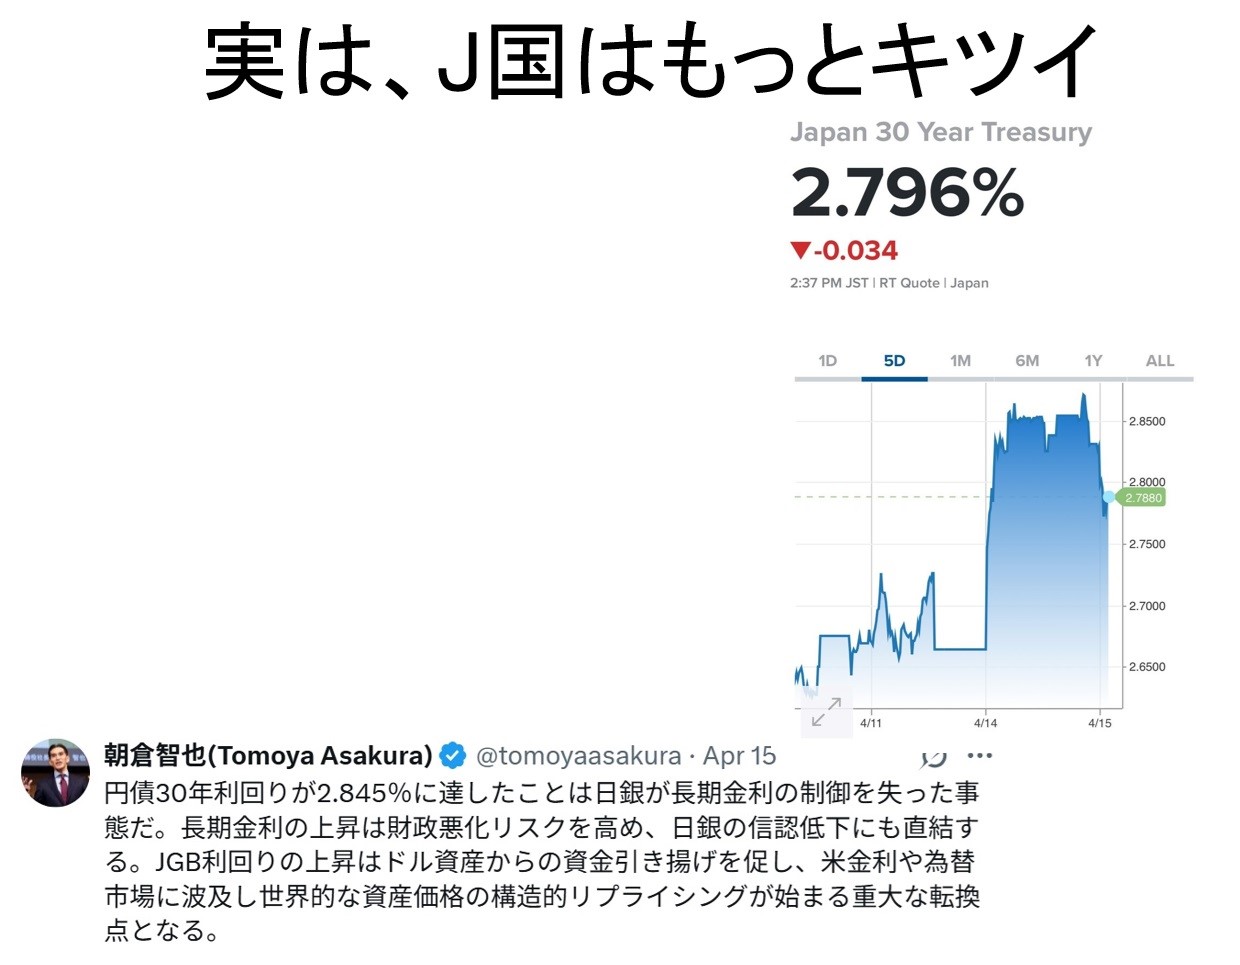 実は、J国はもっとキツイ
Japan 30 Year Treasury
2.796%
▼-0.034
2:37 PM JST | RT Quote | Japan
1D 5D 1M 6M 1Y ALL
2.8500
2.8000
2.7880
2.7500
2.7000
2.6500
4/11 4/14 4/15
朝倉智也(Tomoya Asakura) @tomoyaasakura · Apr 15
円債30年利回りが2.845%に達したことは日銀が長期金利の制御を失った事
態だ。長期金利の上昇は財政悪化リスクを高め、日銀の信認低下にも直結す
る。JGB利回りの上昇はドル資産からの資金引き揚げを促し、米金利や為替
市場に波及し世界的な資産価格の構造的リプライシングが始まる重大な転換
点となる。